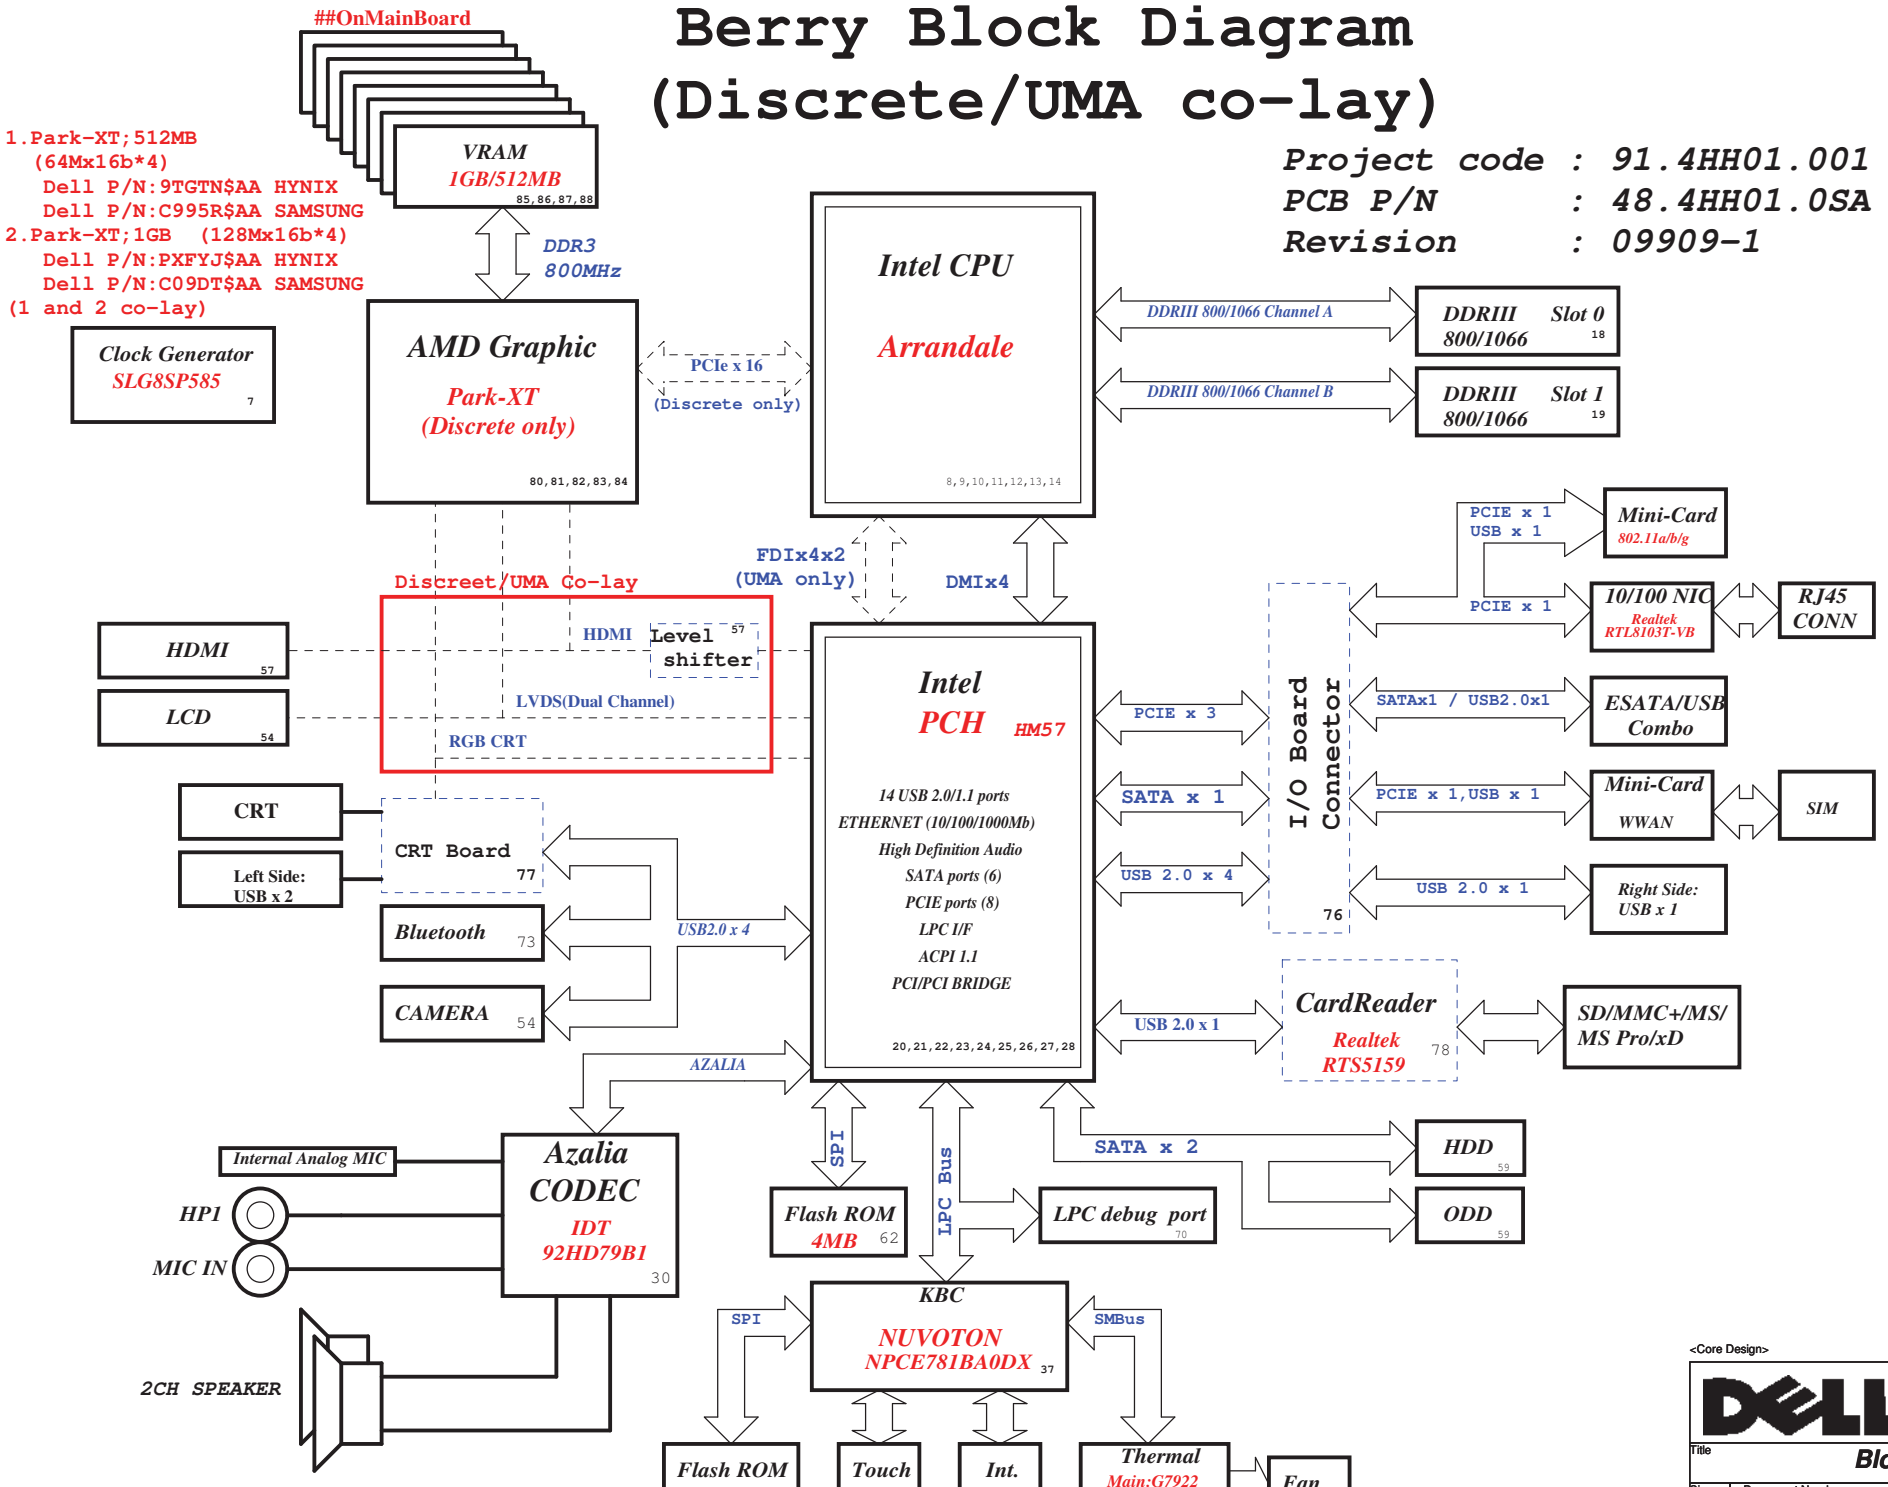 ##OnMainBoard
Berry Block Diagram
(Discrete/UMA co-lay)
1.Park-XT;512MB
(64Mx16b*4)
Dell P/N:9TGTN$AA HYNIX
Dell P/N:C995R$AA SAMSUNG
2.Park-XT;1GB (128Mx16b*4)
Dell P/N:PXFYJ$AA HYNIX
Dell P/N:C09DT$AA SAMSUNG
(1 and 2 co-lay)
VRAM
1GB/512MB
85,86,87,88
Project code : 91.4HH01.001
PCB P/N : 48.4HH01.0SA
Revision : 09909-1
DDR3
800MHz
Clock Generator
SLG8SP585
7
AMD Graphic
Park-XT
(Discrete only)
80,81,82,83,84
PCIe x 16
(Discrete only)
Intel CPU
Arrandale
8,9,10,11,12,13,14
DDRIII 800/1066 Channel A
DDRIII Slot 0
800/1066 18
DDRIII 800/1066 Channel B
DDRIII Slot 1
800/1066 19
FDIx4x2
(UMA only)
DMIx4
Discreet/UMA Co-lay
HDMI
Level 57
shifter
LVDS(Dual Channel)
RGB CRT
HDMI
57
LCD
54
CRT
Left Side:
USB x 2
CRT Board
77
Bluetooth 73
CAMERA 54
USB2.0 x 4
AZALIA
Intel
PCH HM57
14 USB 2.0/1.1 ports
ETHERNET (10/100/1000Mb)
High Definition Audio
SATA ports (6)
PCIE ports (8)
LPC I/F
ACPI 1.1
PCI/PCI BRIDGE
20,21,22,23,24,25,26,27,28
PCIE x 3
SATA x 1
USB 2.0 x 4
USB 2.0 x 1
I/O Board
Connector
76
PCIE x 1
USB x 1
Mini-Card
802.11a/b/g
PCIE x 1
10/100 NIC
Realtek
RTL8103T-VB
RJ45
CONN
SATAx1 / USB2.0x1
ESATA/USB
Combo
PCIE x 1,USB x 1
Mini-Card
WWAN
SIM
USB 2.0 x 1
Right Side:
USB x 1
CardReader
Realtek
RTS5159
78
SD/MMC+/MS/
MS Pro/xD
Internal Analog MIC
HP1
MIC IN
2CH SPEAKER
Azalia
CODEC
IDT
92HD79B1
30
SPI
Flash ROM
4MB 62
LPC Bus
LPC debug port
70
SATA x 2
HDD
59
ODD
59
KBC
NUVOTON
NPCE781BA0DX 37
SPI
SMBus
Flash ROM
Touch
Int.
Thermal
Main:G7922
Fan
<Core Design>
DELL
Title